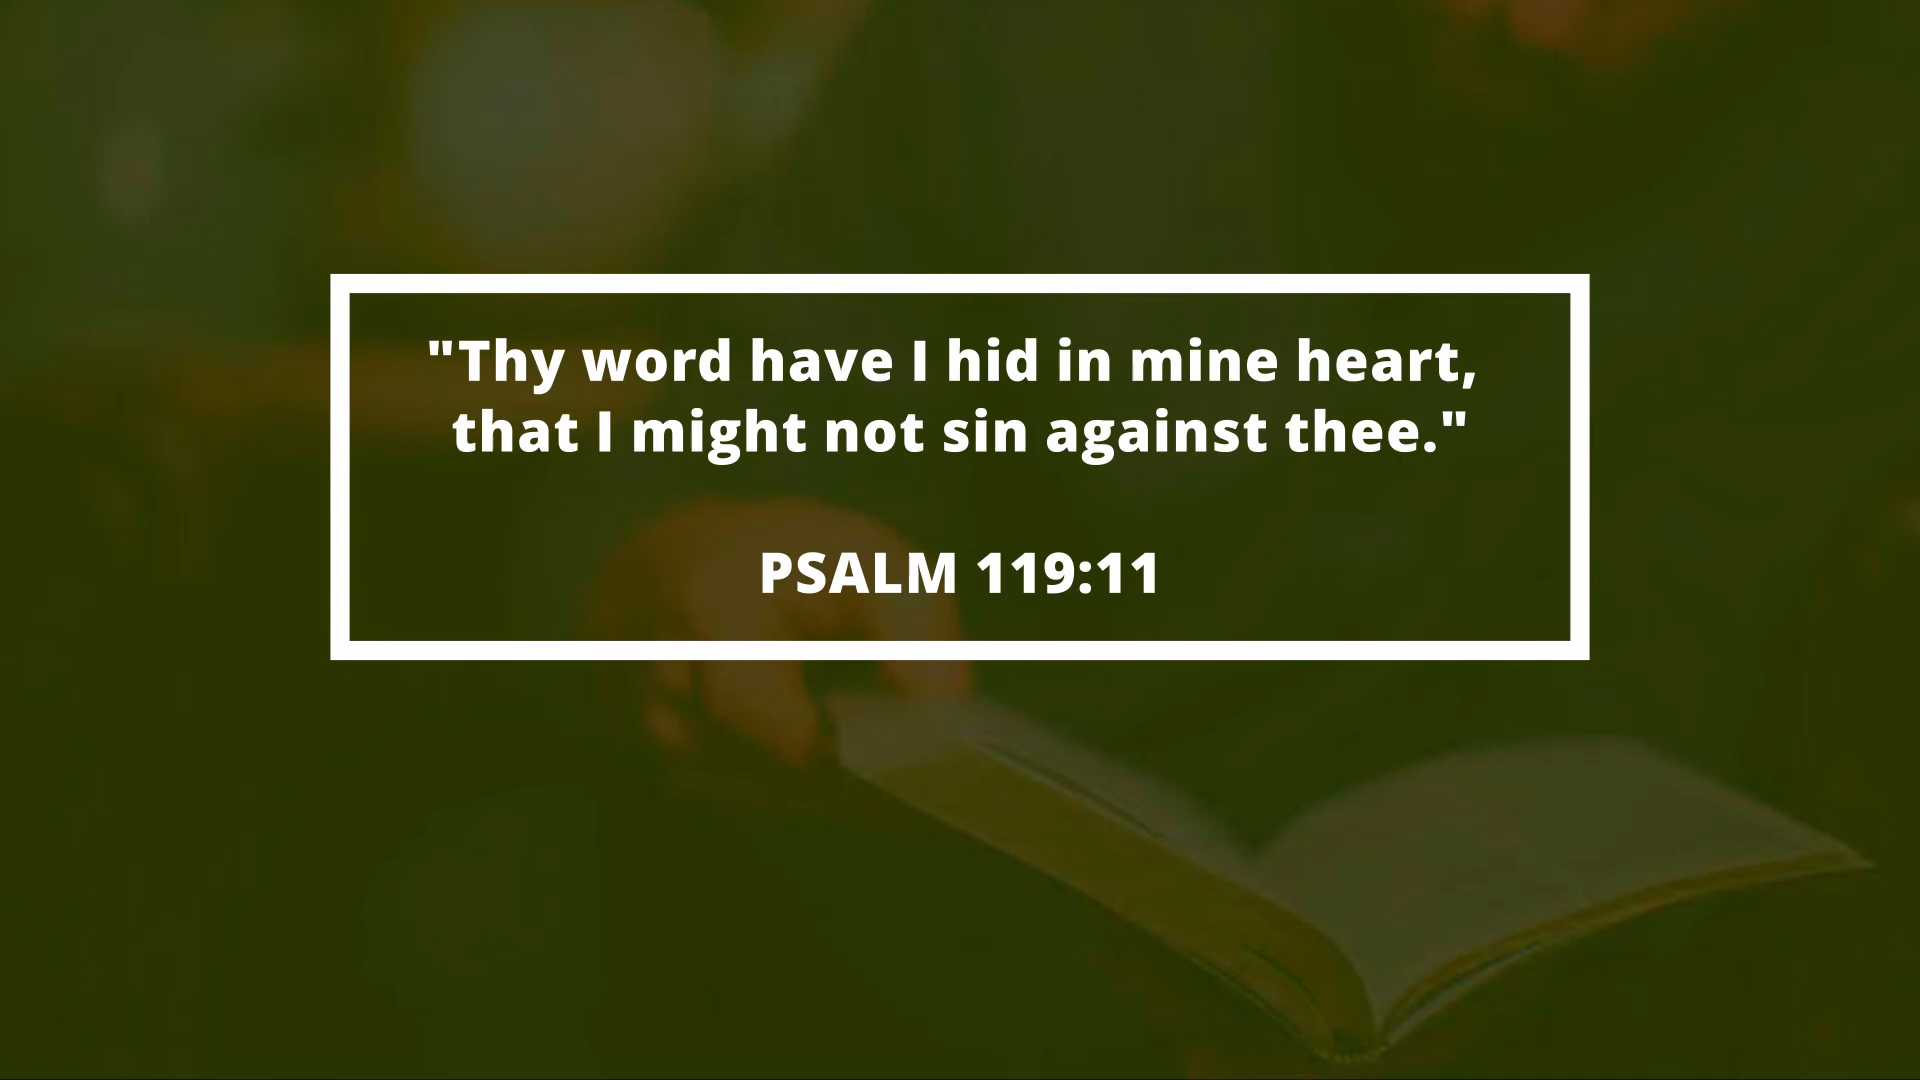 "Thy word have I hid in mine heart,
that I might not sin against thee."
PSALM 119:11